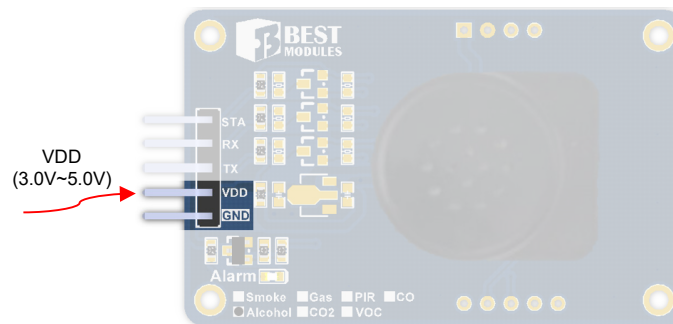 BEST
MODULES
STA
RX
TX
VDD
GND
VDD
(3.0V~5.0V)
Alarm
Smoke Gas PIR CO
Alcohol CO2 VOC